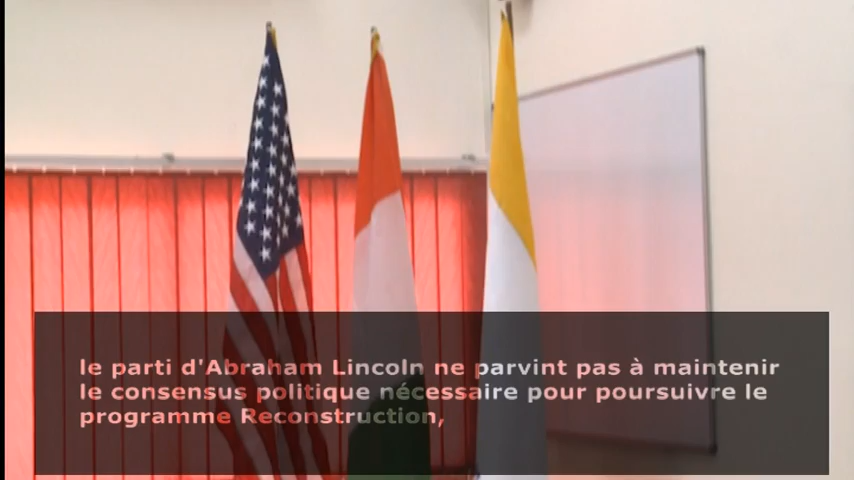 le parti d'Abraham Lincoln ne parvint pas à maintenir
le consensus politique nécessaire pour poursuivre le
programme Reconstruction,